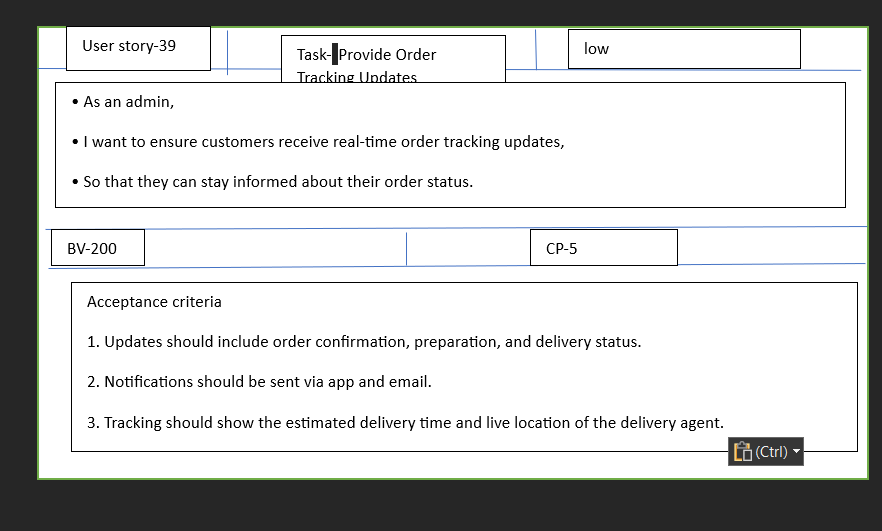 User story-39
Task- Provide Order
Tracking Updates
low
• As an admin,
• I want to ensure customers receive real-time order tracking updates,
• So that they can stay informed about their order status.
BV-200
CP-5
Acceptance criteria
1. Updates should include order confirmation, preparation, and delivery status.
2. Notifications should be sent via app and email.
3. Tracking should show the estimated delivery time and live location of the delivery agent.
(Ctrl)